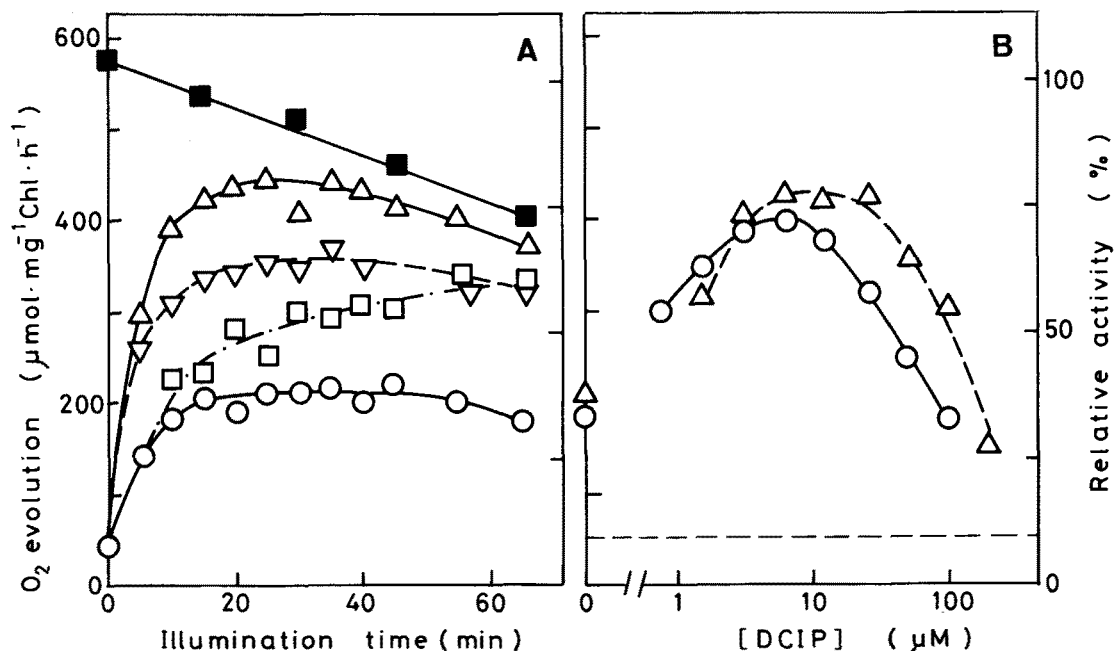 A
B
O₂ evolution (μmol·mg⁻¹Chl·h⁻¹)
600
400
200
0
0
20
40
60
Illumination time (min)
0
1
10
100
[DCIP] (μM)
100
50
0
Relative activity (%)